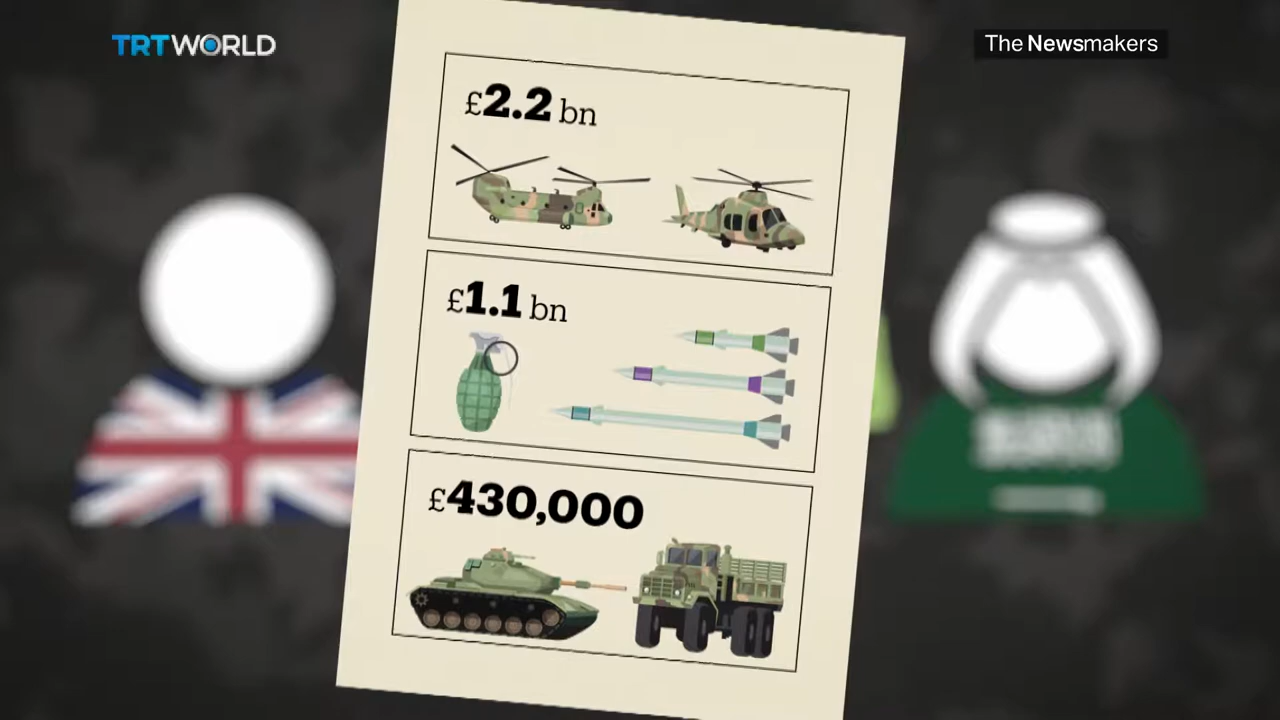 TRT WORLD
The Newsmakers
£2.2 bn
£1.1 bn
£430,000